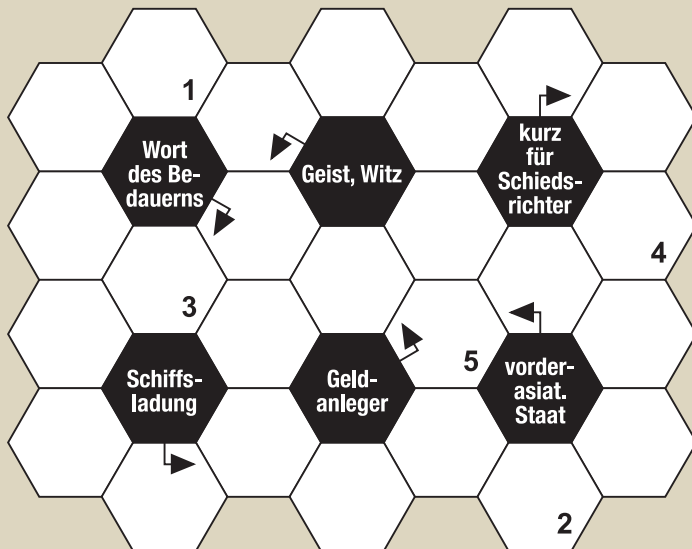 1
Wort
des Be-
dauerns
Geist, Witz
kurz
für
Schieds-
richter
4
3
Schiffs-
ladung
Geld-
anleger
5
vorder-
asiat.
Staat
2